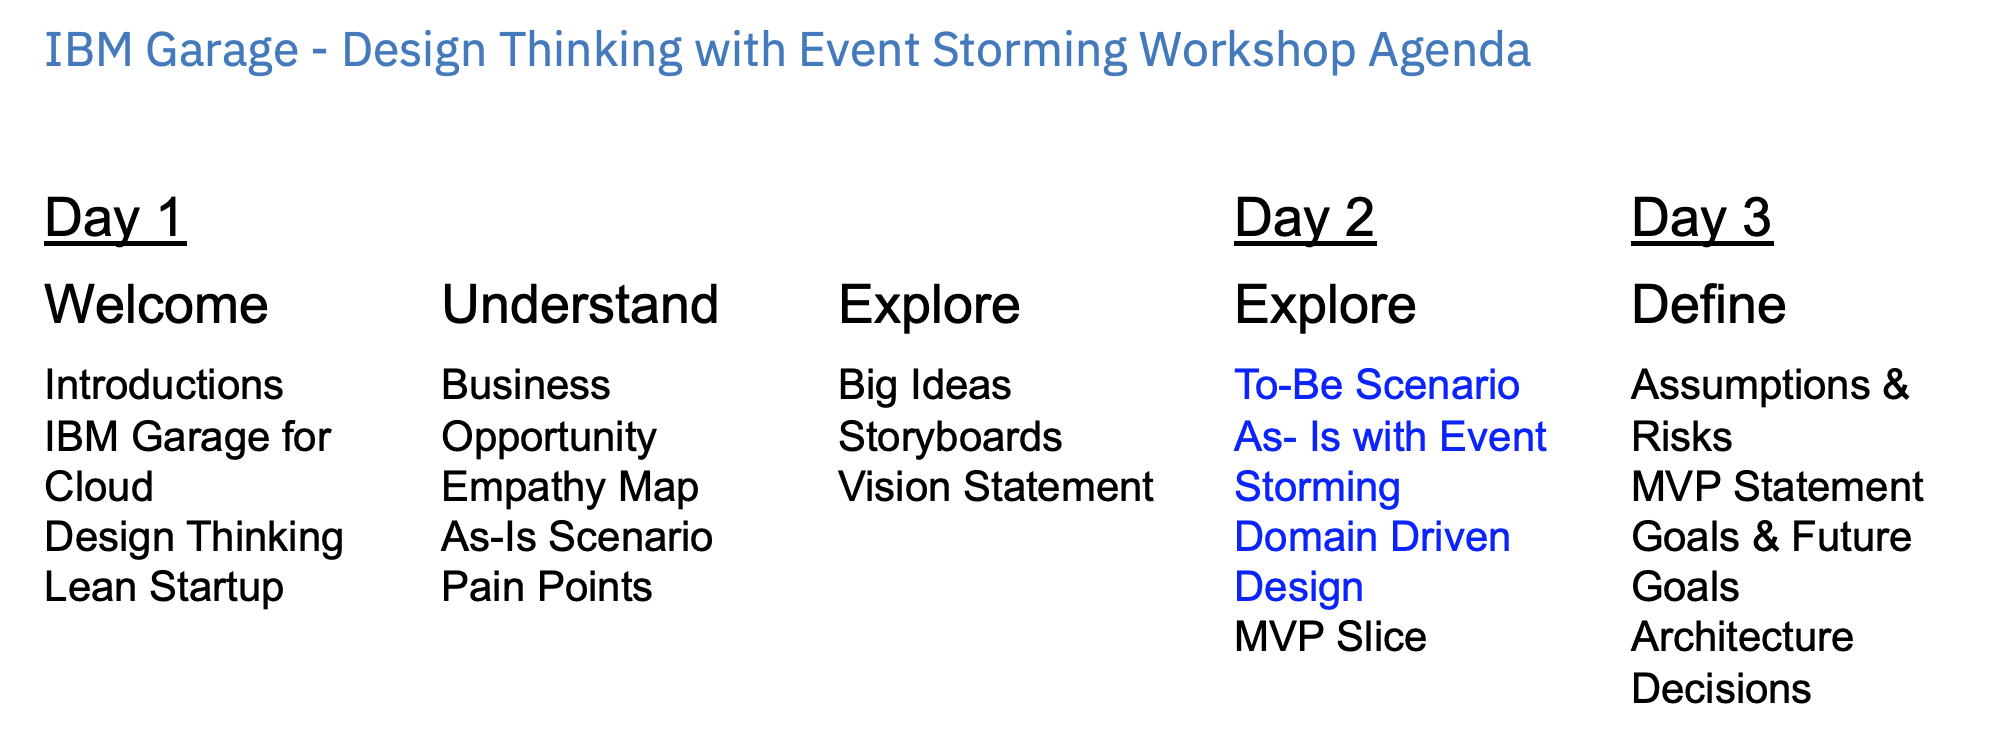 IBM Garage - Design Thinking with Event Storming Workshop Agenda
Day 1
Welcome
Introductions
IBM Garage for
Cloud
Design Thinking
Lean Startup
Understand
Business
Opportunity
Empathy Map
As-Is Scenario
Pain Points
Explore
Big Ideas
Storyboards
Vision Statement
Day 2
Explore
To-Be Scenario
As- Is with Event
Storming
Domain Driven
Design
MVP Slice
Day 3
Define
Assumptions &
Risks
MVP Statement
Goals & Future
Goals
Architecture
Decisions